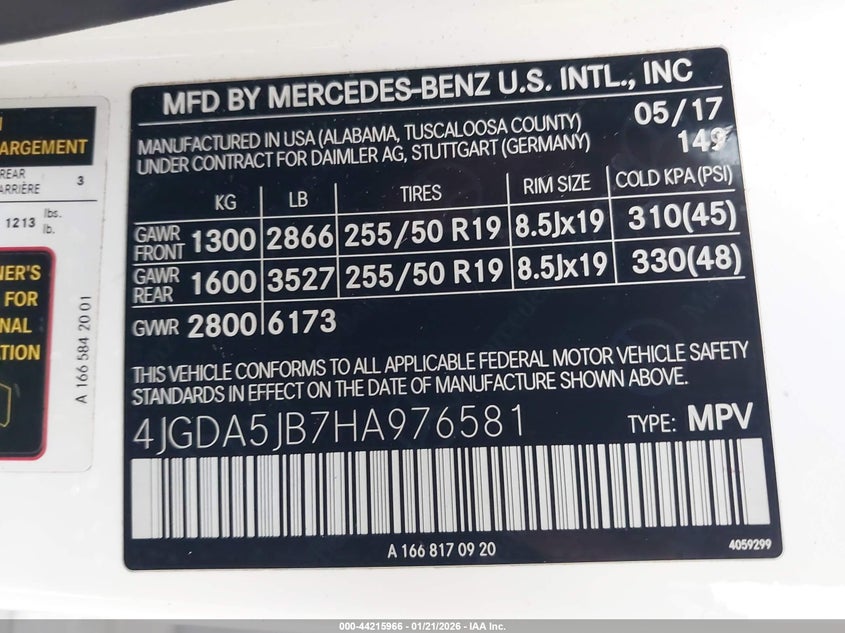 ARGEMENT
REAR
ARRIÈRE 3
1213 lbs.
lb.
NER'S
FOR
NAL
ATION
A 166 584 20 01
MFD BY MERCEDES-BENZ U.S. INTL., INC
05/17
MANUFACTURED IN USA (ALABAMA, TUSCALOOSA COUNTY)
UNDER CONTRACT FOR DAIMLER AG, STUTTGART (GERMANY)
149
KG LB TIRES RIM SIZE COLD KPA (PSI)
GAWR FRONT 1300 2866 255/50 R19 8.5Jx19 310(45)
GAWR REAR 1600 3527 255/50 R19 8.5Jx19 330(48)
GVWR 2800 6173
THIS VEHICLE CONFORMS TO ALL APPLICABLE FEDERAL MOTOR VEHICLE SAFETY
STANDARDS IN EFFECT ON THE DATE OF MANUFACTURE SHOWN ABOVE.
4JGDA5JB7HA976581 TYPE: MPV
A 166 817 09 20
4059299
000-44215966 - 01/21/2026 - IAA Inc.